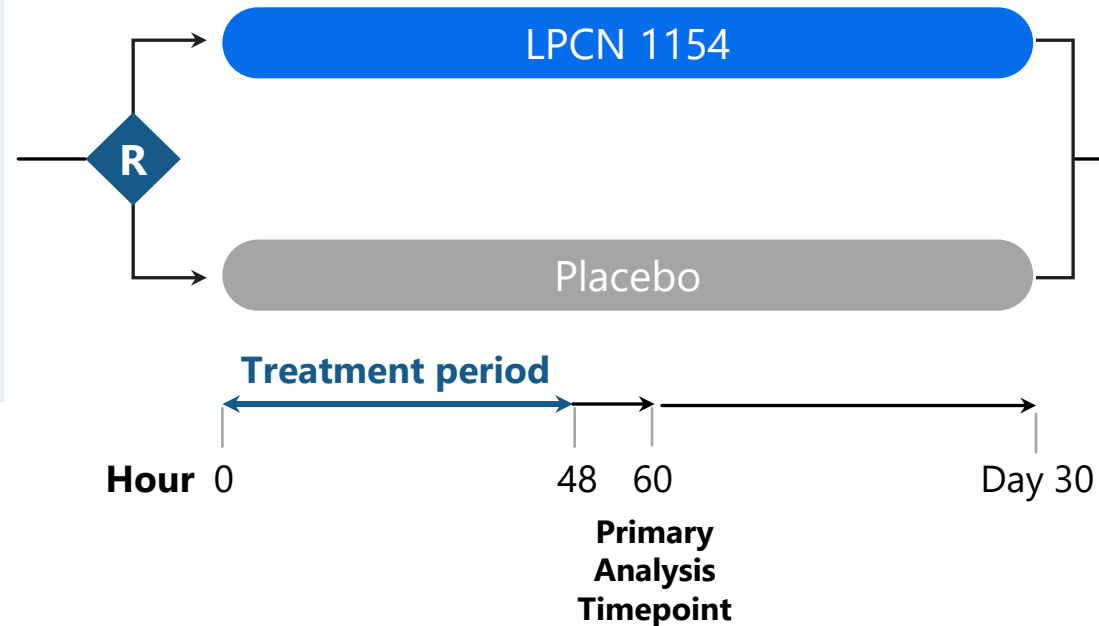 LPCN 1154
R
Placebo
Treatment period
Hour 0 48 60 Day 30
Primary
Analysis
Timepoint